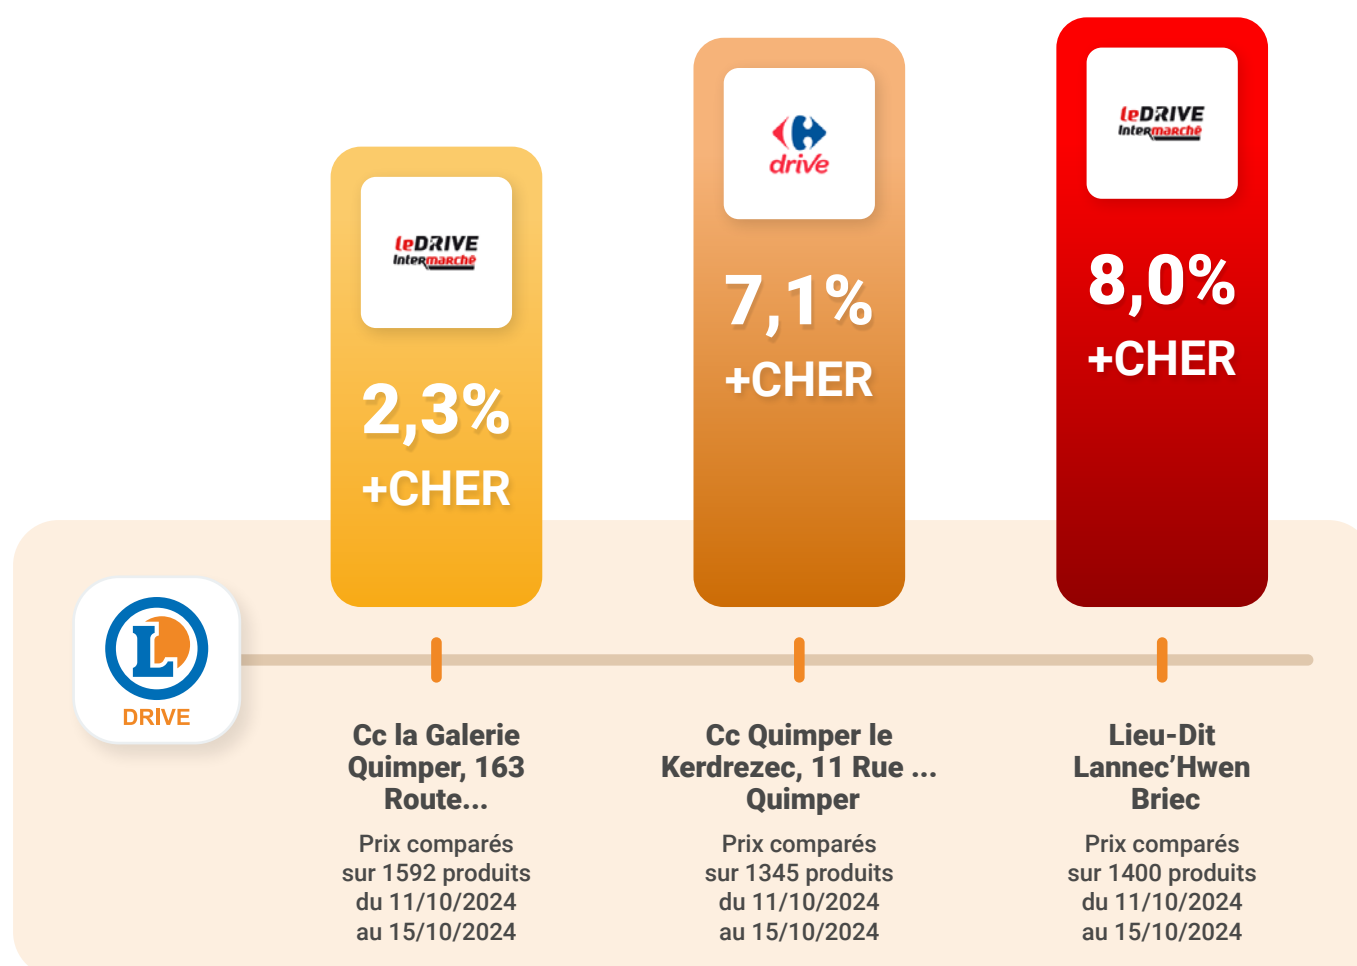 leDRIVE
Intermarché
2,3%
+CHER
drive
7,1%
+CHER
leDRIVE
Intermarché
8,0%
+CHER
L
DRIVE
Cc la Galerie
Quimper, 163
Route...
Prix comparés
sur 1592 produits
du 11/10/2024
au 15/10/2024
Cc Quimper le
Kerdrezec, 11 Rue ...
Quimper
Prix comparés
sur 1345 produits
du 11/10/2024
au 15/10/2024
Lieu-Dit
Lannec'Hwen
Briec
Prix comparés
sur 1400 produits
du 11/10/2024
au 15/10/2024